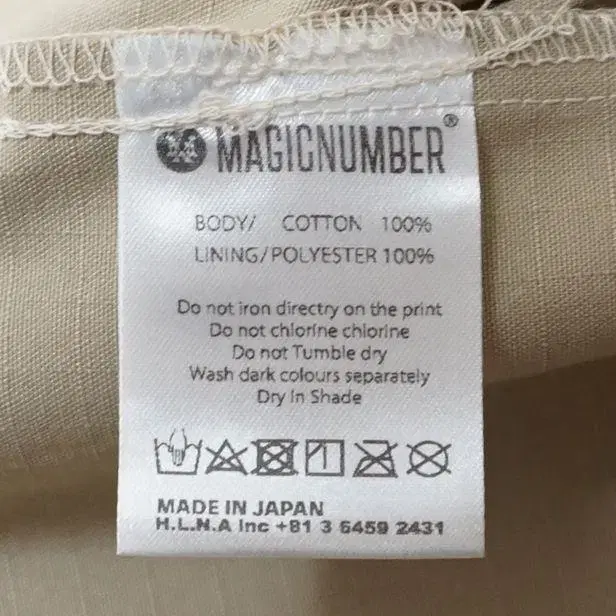 MAGICNUMBER®
BODY/ COTTON 100%
LINING/POLYESTER 100%
Do not iron directry on the print
Do not chlorine chlorine
Do not Tumble dry
Wash dark colours separately
Dry In Shade
MADE IN JAPAN
H.L.N.A Inc +81 3 6459 2431